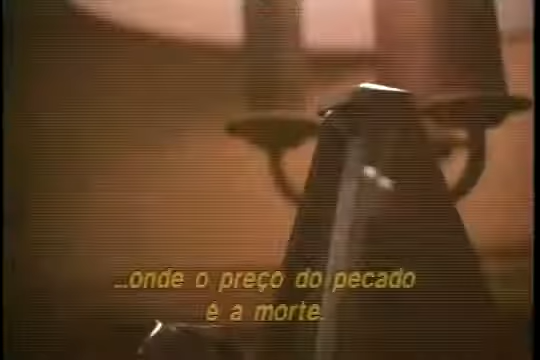 ...onde o preço do pecado
é a morte.